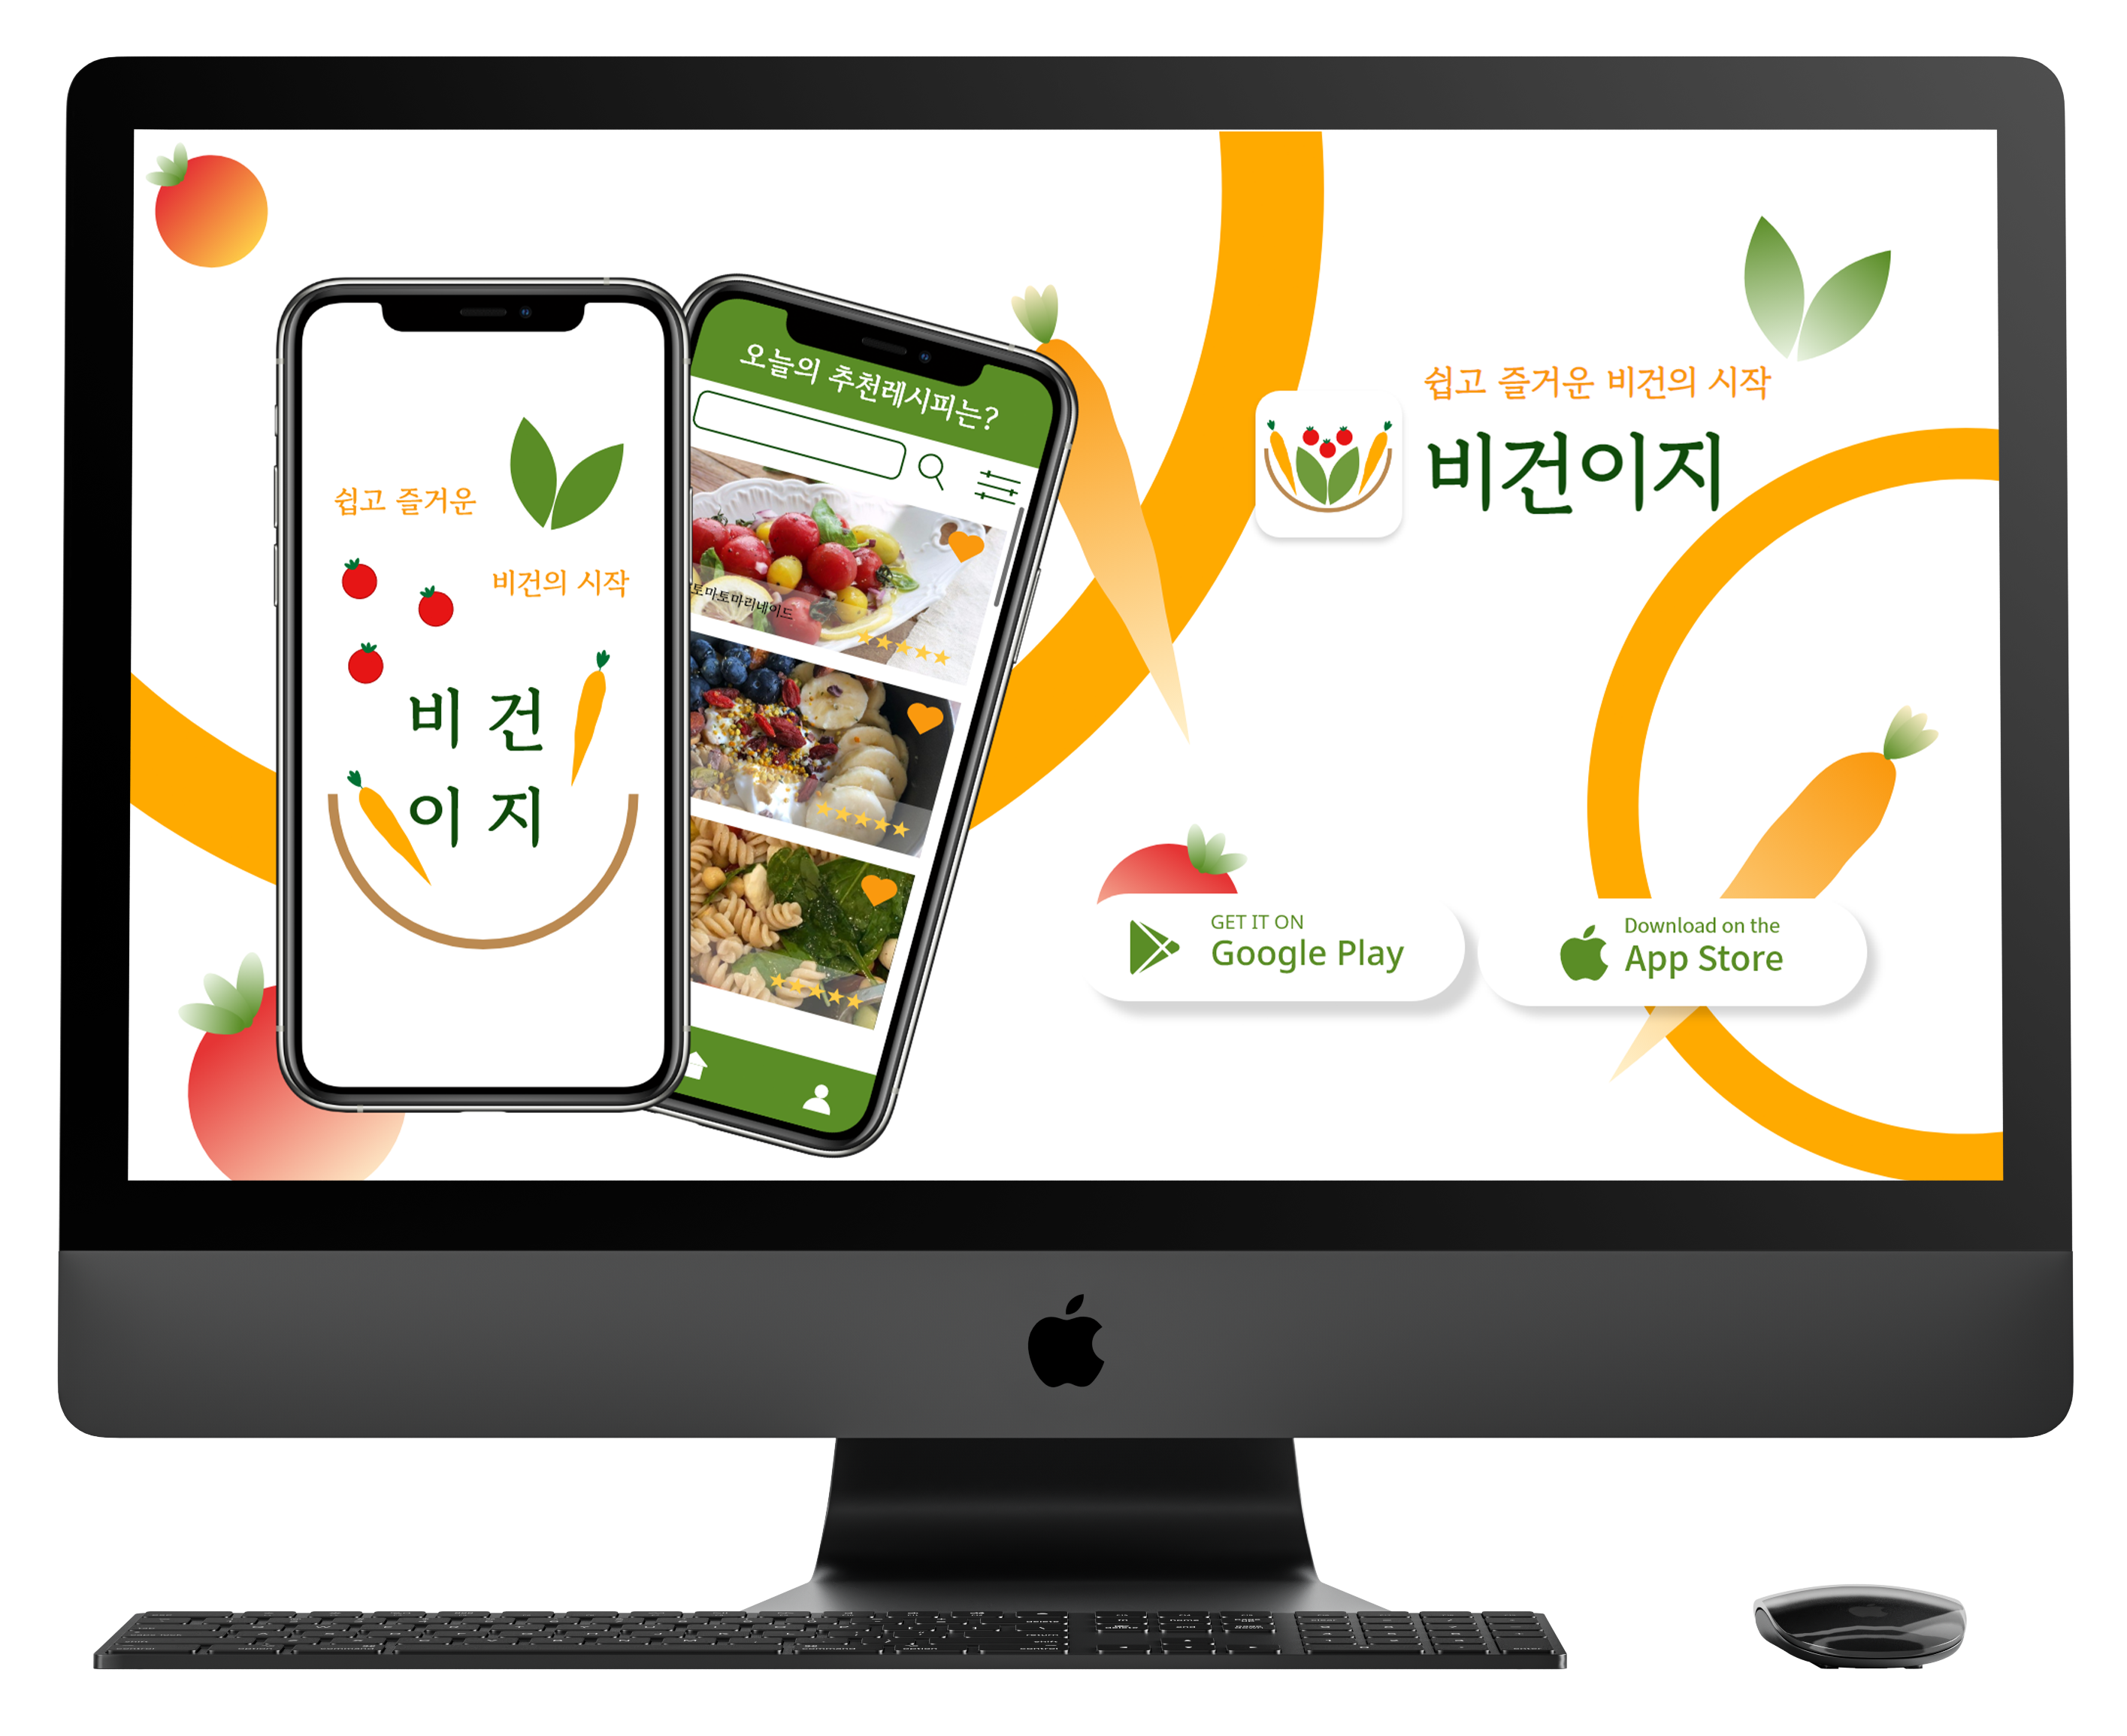 쉽고 즐거운
비건의 시작
비 건
이 지
오늘의 추천레시피는?
토마토마리네이드
쉽고 즐거운 비건의 시작
비건이지
GET IT ON
Google Play
Download on the
App Store